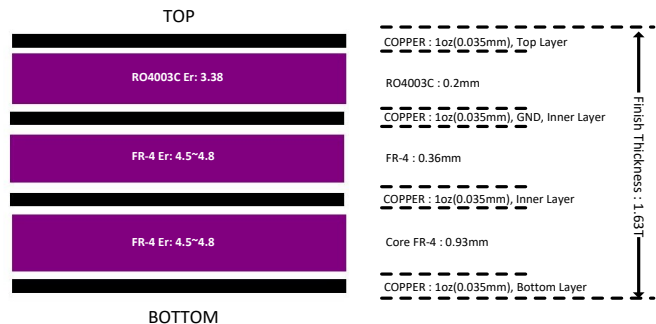 TOP
COPPER : 1oz(0.035mm), Top Layer
RO4003C Er: 3.38
RO4003C : 0.2mm
COPPER : 1oz(0.035mm), GND, Inner Layer
FR-4 Er: 4.5~4.8
FR-4 : 0.36mm
COPPER : 1oz(0.035mm), Inner Layer
FR-4 Er: 4.5~4.8
Core FR-4 : 0.93mm
COPPER : 1oz(0.035mm), Bottom Layer
BOTTOM
Finish Thickness : 1.63T